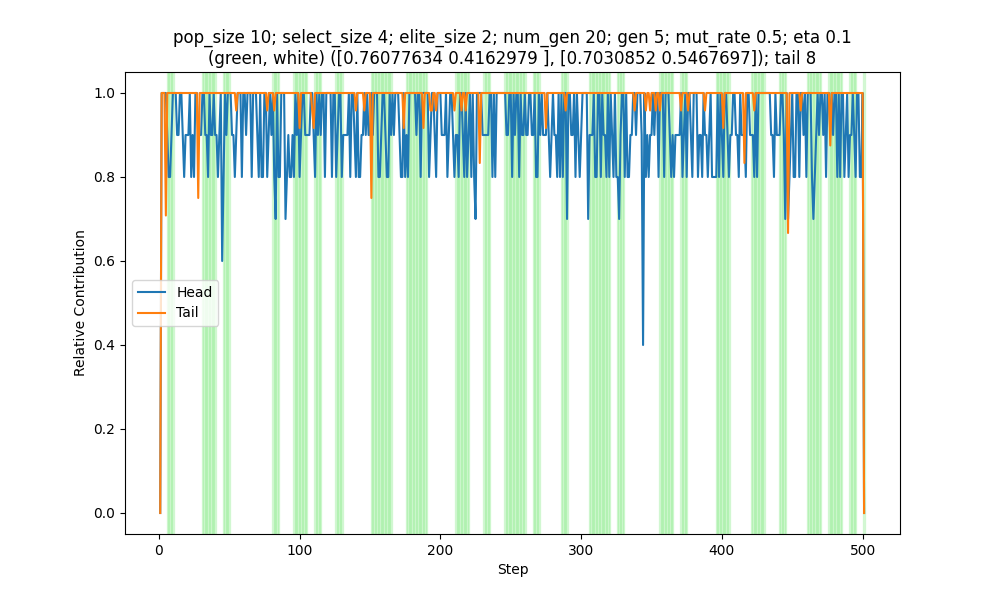 pop_size 10; select_size 4; elite_size 2; num_gen 20; gen 5; mut_rate 0.5; eta 0.1
(green, white) ([0.76077634 0.4162979 ], [0.7030852 0.5467697]); tail 8
1.0
0.8
0.6
0.4
0.2
0.0
Relative Contribution
Head
Tail
0
100
200
300
400
500
Step